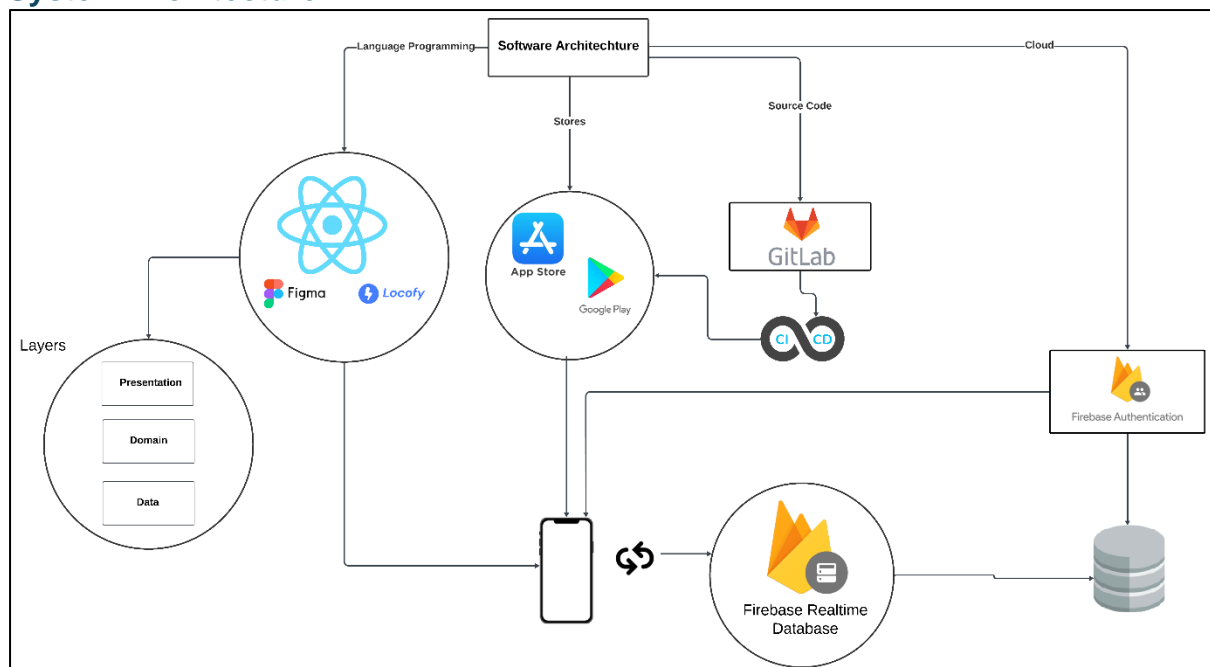 Language Programming
Software Architechture
Cloud
Source Code
Stores
GitLab
App Store
Google Play
Figma
Locofy
CI CD
Layers
Presentation
Domain
Data
Firebase Authentication
Firebase Realtime
Database